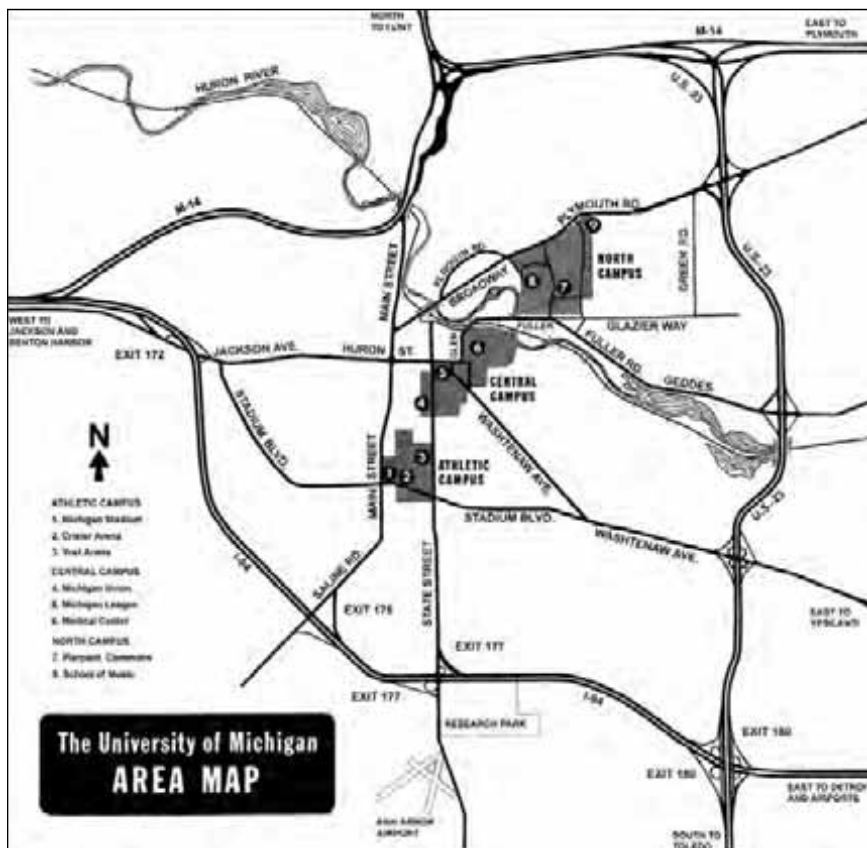 NORTH
TO FLINT
EAST TO
PLYMOUTH
M-14
HURON RIVER
U.S.-23
M-14
PLYMOUTH RD.
MAIN STREET
BROADWAY
NORTH
CAMPUS
GREEN RD.
U.S.-23
WEST TO
JACKSON AND
BENTON HARBOR
EXIT 172
JACKSON AVE.
HURON ST.
GLEN
FULLER
GLAZIER WAY
FULLER RD.
GEDDES
CENTRAL
CAMPUS
STADIUM BLVD.
WASHTENAW AVE.
N
MAIN STREET
ATHLETIC
CAMPUS
STADIUM BLVD.
WASHTENAW AVE.
U.S.-23
ATHLETIC CAMPUS
1. Michigan Stadium
2. Crisler Arena
3. Yost Arena
CENTRAL CAMPUS
4. Michigan Union
5. Michigan League
6. Medical Center
NORTH CAMPUS
7. Pierpont Commons
8. School of Music
I-94
SALINE RD.
STATE STREET
EXIT 175
EAST TO
YPSILANTI
EXIT 177
EXIT 177
I-94
RESEARCH PARK
The University of Michigan
AREA MAP
EXIT 180
EXIT 180
EAST TO DETROIT
AND AIRPORTS
ANN ARBOR
AIRPORT
SOUTH TO
TOLEDO